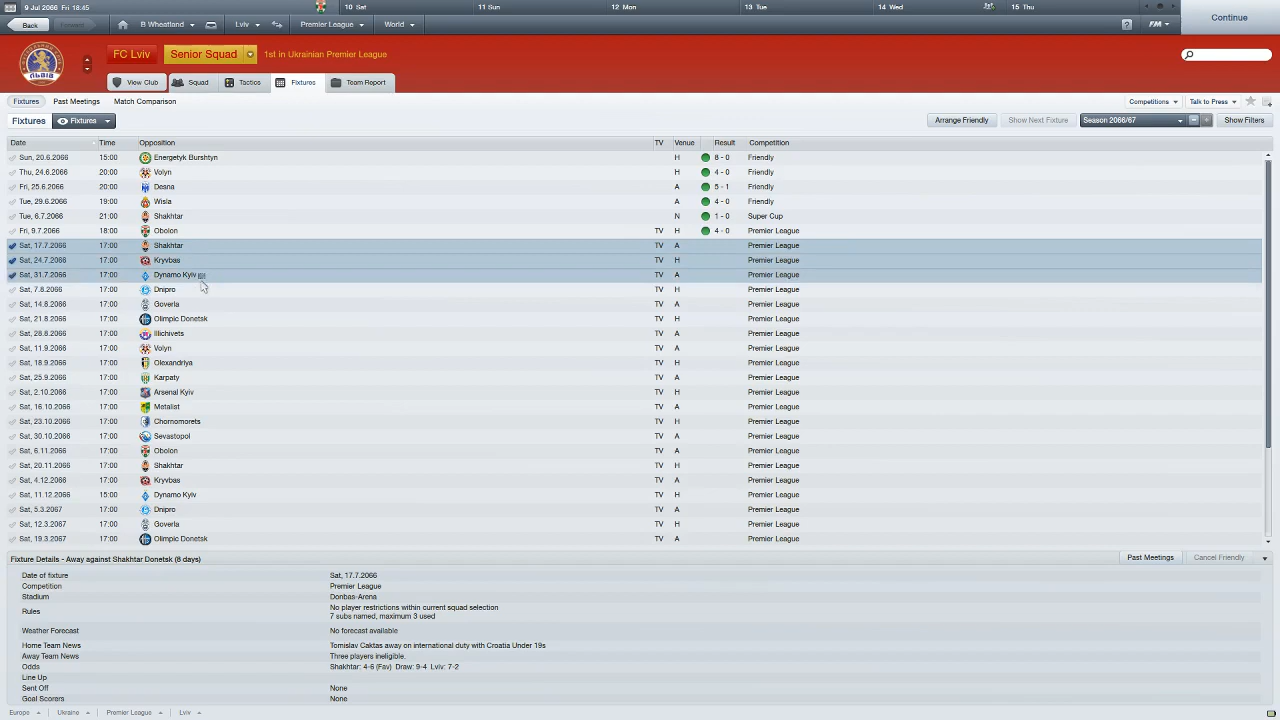 9 Jul 2066 Fri 18:45 10 Sat 11 Sun 12 Mon 13 Tue 14 Wed 15 Thu
Back Forward B Wheatland Lviv Premier League World ? FM Continue
FC Lviv Senior Squad 1st in Ukrainian Premier League
View Club Squad Tactics Fixtures Team Report
Fixtures Past Meetings Match Comparison Competitions Talk to Press
Fixtures Fixtures Arrange Friendly Show Next Fixture Season 2066/67 Show Filters
Date Time Opposition TV Venue Result Competition
Sun, 20.6.2066 15:00 Energetyk Burshtyn H 8 - 0 Friendly
Thu, 24.6.2066 20:00 Volyn H 4 - 0 Friendly
Fri, 25.6.2066 20:00 Desna A 5 - 1 Friendly
Tue, 29.6.2066 19:00 Wisla A 4 - 0 Friendly
Tue, 6.7.2066 21:00 Shakhtar N 1 - 0 Super Cup
Fri, 9.7.2066 18:00 Obolon TV H 4 - 0 Premier League
Sat, 17.7.2066 17:00 Shakhtar TV A Premier League
Sat, 24.7.2066 17:00 Kryvbas TV H Premier League
Sat, 31.7.2066 17:00 Dynamo Kyiv TV A Premier League
Sat, 7.8.2066 17:00 Dnipro TV H Premier League
Sat, 14.8.2066 17:00 Goverla TV A Premier League
Sat, 21.8.2066 17:00 Olimpic Donetsk TV H Premier League
Sat, 28.8.2066 17:00 Illichivets TV A Premier League
Sat, 11.9.2066 17:00 Volyn TV A Premier League
Sat, 18.9.2066 17:00 Olexandriya TV H Premier League
Sat, 25.9.2066 17:00 Karpaty TV A Premier League
Sat, 2.10.2066 17:00 Arsenal Kyiv TV H Premier League
Sat, 16.10.2066 17:00 Metalist TV A Premier League
Sat, 23.10.2066 17:00 Chornomorets TV H Premier League
Sat, 30.10.2066 17:00 Sevastopol TV A Premier League
Sat, 6.11.2066 17:00 Obolon TV A Premier League
Sat, 20.11.2066 17:00 Shakhtar TV H Premier League
Sat, 4.12.2066 17:00 Kryvbas TV A Premier League
Sat, 11.12.2066 15:00 Dynamo Kyiv TV H Premier League
Sat, 5.3.2067 17:00 Dnipro TV A Premier League
Sat, 12.3.2067 17:00 Goverla TV H Premier League
Sat, 19.3.2067 17:00 Olimpic Donetsk TV A Premier League
Fixture Details - Away against Shakhtar Donetsk (8 days) Past Meetings Cancel Friendly
Date of fixture Sat, 17.7.2066
Competition Premier League
Stadium Donbas-Arena
Rules No player restrictions within current squad selection
7 subs named, maximum 3 used
Weather Forecast No forecast available
Home Team News Tomislav Caktas away on international duty with Croatia Under 19s
Away Team News Three players ineligible.
Odds Shakhtar: 4-6 (Fav) Draw: 9-4 Lviv: 7-2
Line Up
Sent Off None
Goal Scorers None
Europe Ukraine Premier League Lviv